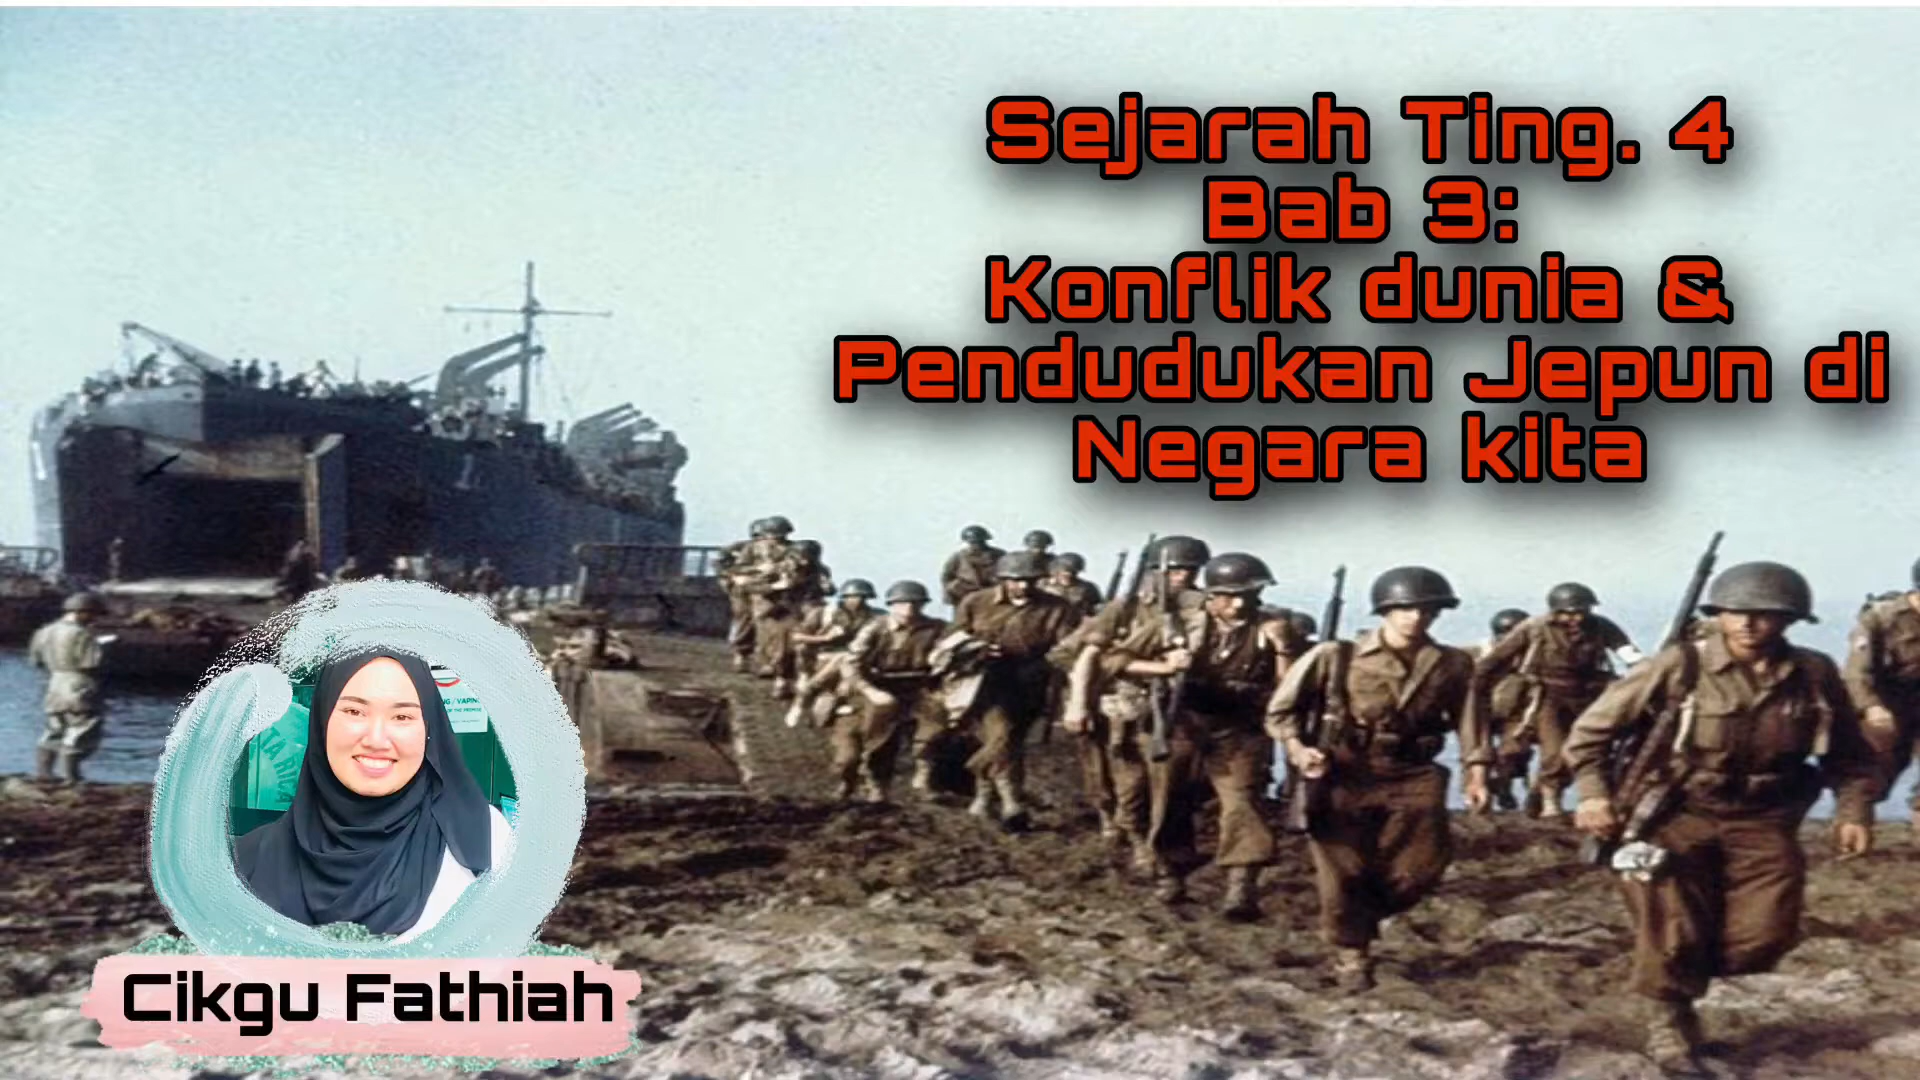 Sejarah Ting. 4
Bab 3:
Konflik dunia &
Pendudukan Jepun di
Negara kita
Cikgu Fathiah